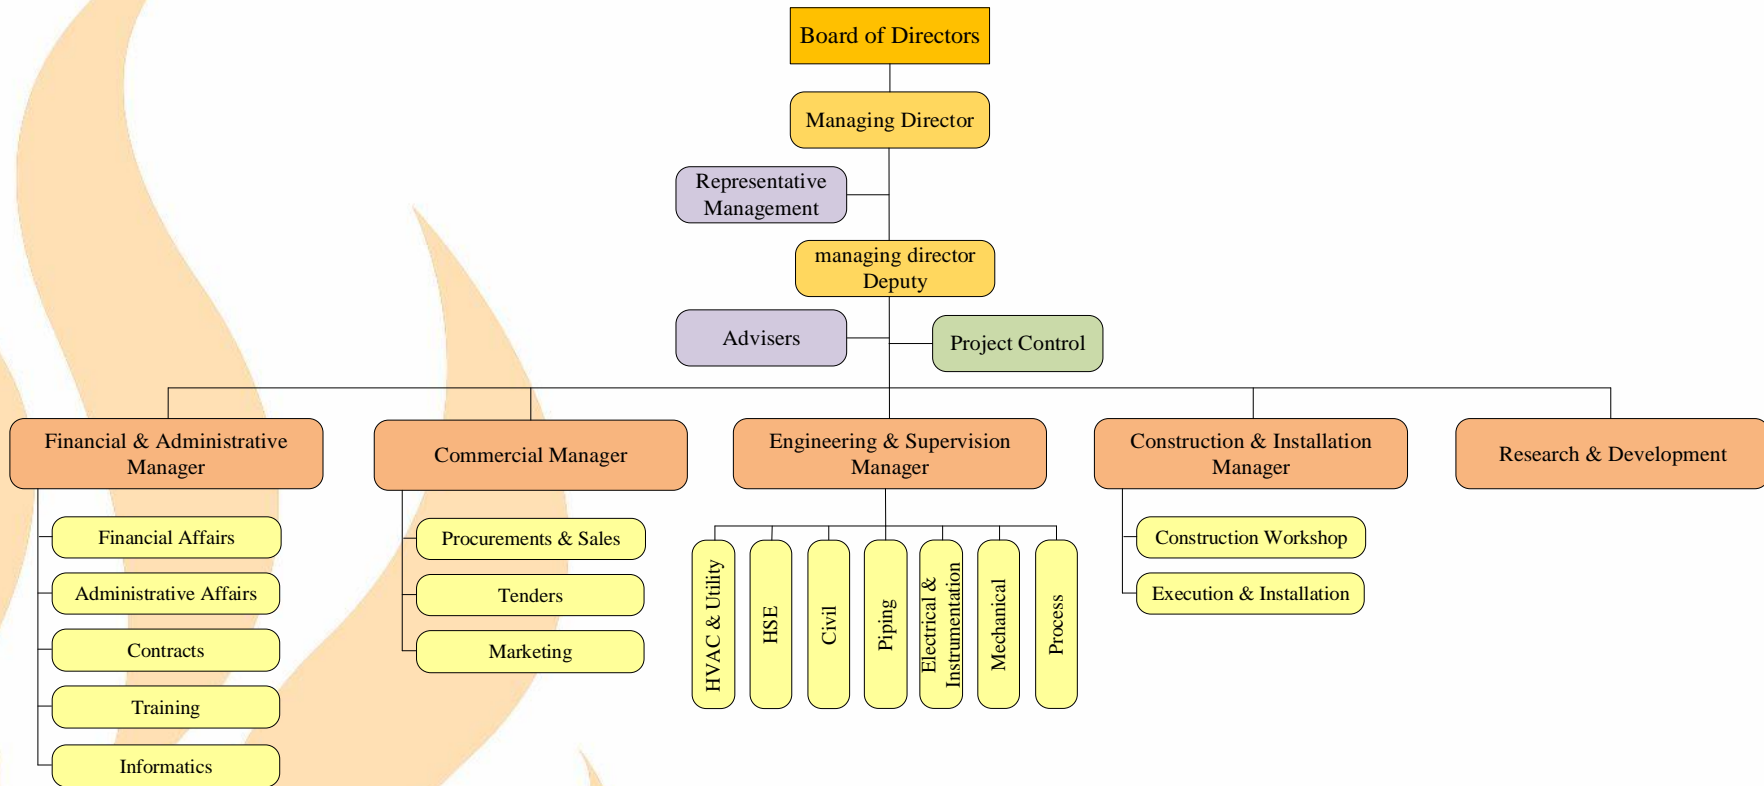 Board of Directors
Managing Director
Representative
Management
managing director
Deputy
Advisers
Project Control
Financial & Administrative
Manager
Commercial Manager
Engineering & Supervision
Manager
Construction & Installation
Manager
Research & Development
Financial Affairs
Administrative Affairs
Contracts
Training
Informatics
Procurements & Sales
Tenders
Marketing
HVAC & Utility
HSE
Civil
Piping
Electrical &
Instrumentation
Mechanical
Process
Construction Workshop
Execution & Installation